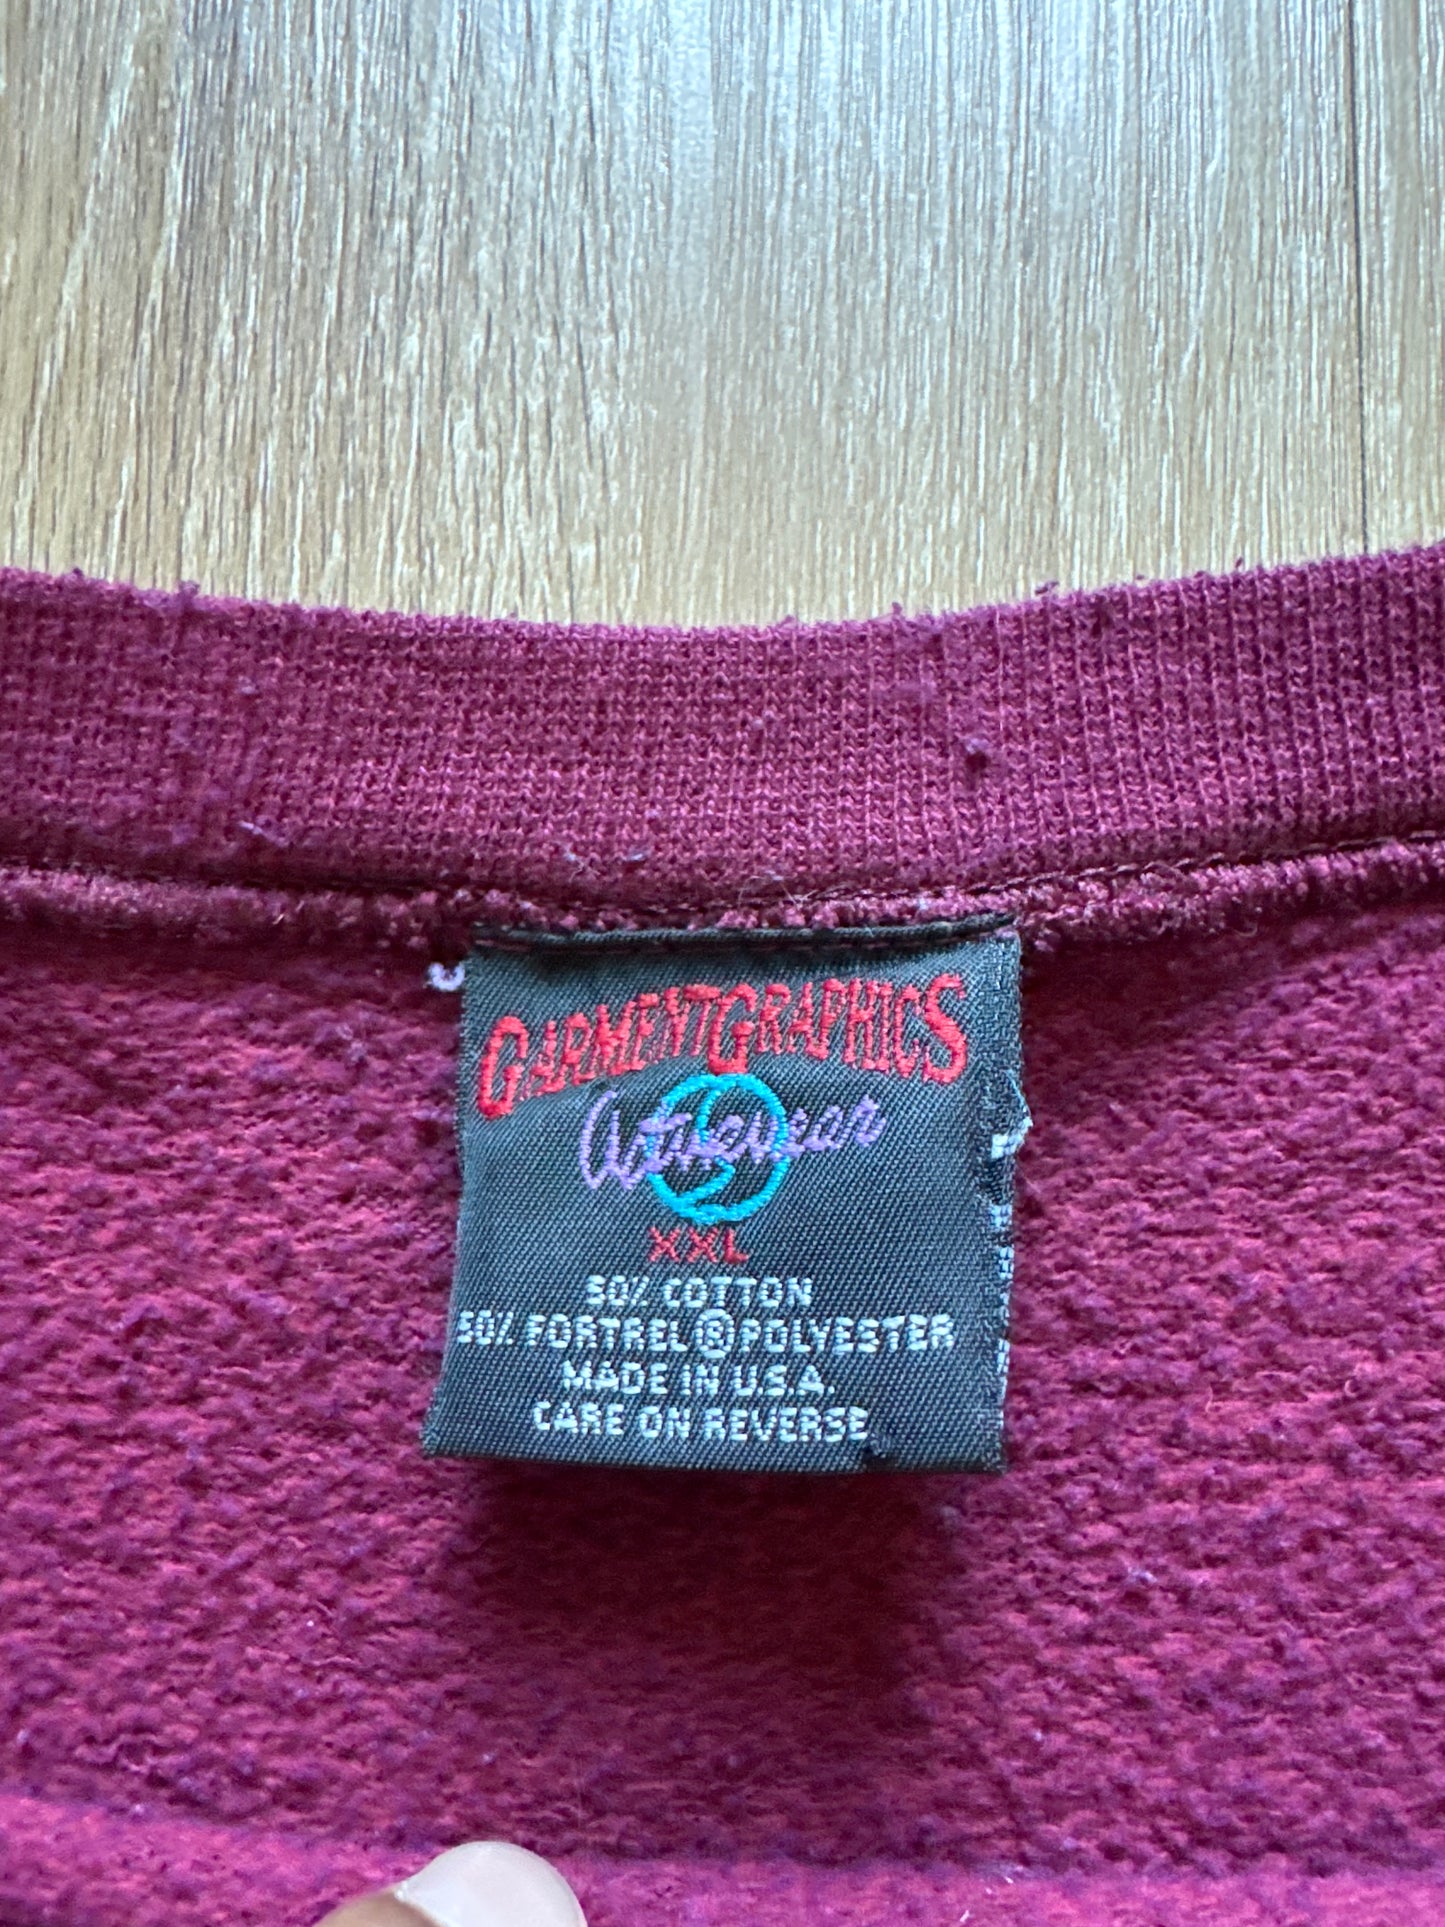 GARMENTGRAPHICS
Activewear
XXL
50% COTTON
50% FORTREL® POLYESTER
MADE IN U.S.A.
CARE ON REVERSE